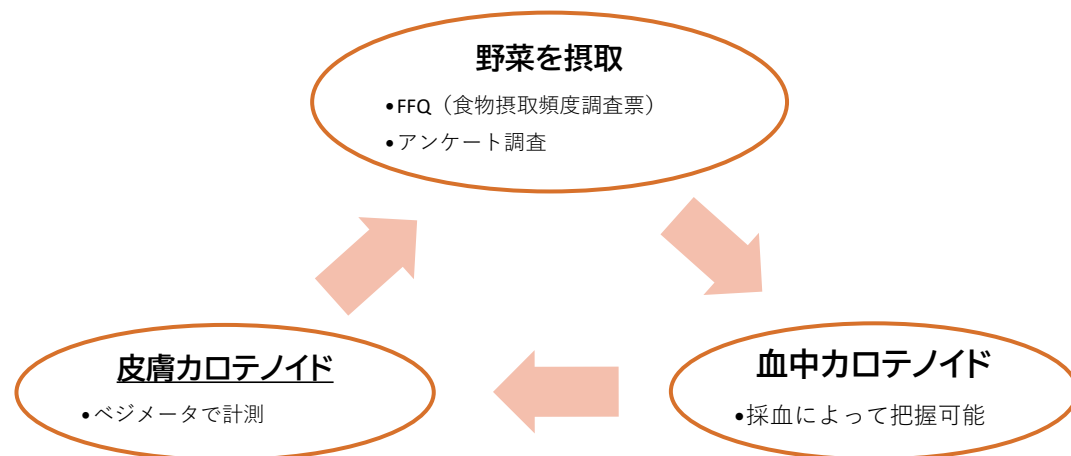 野菜を摂取
•FFQ（食物摂取頻度調査票）
•アンケート調査
皮膚カロテノイド
•ベジメータで計測
血中カロテノイド
•採血によって把握可能